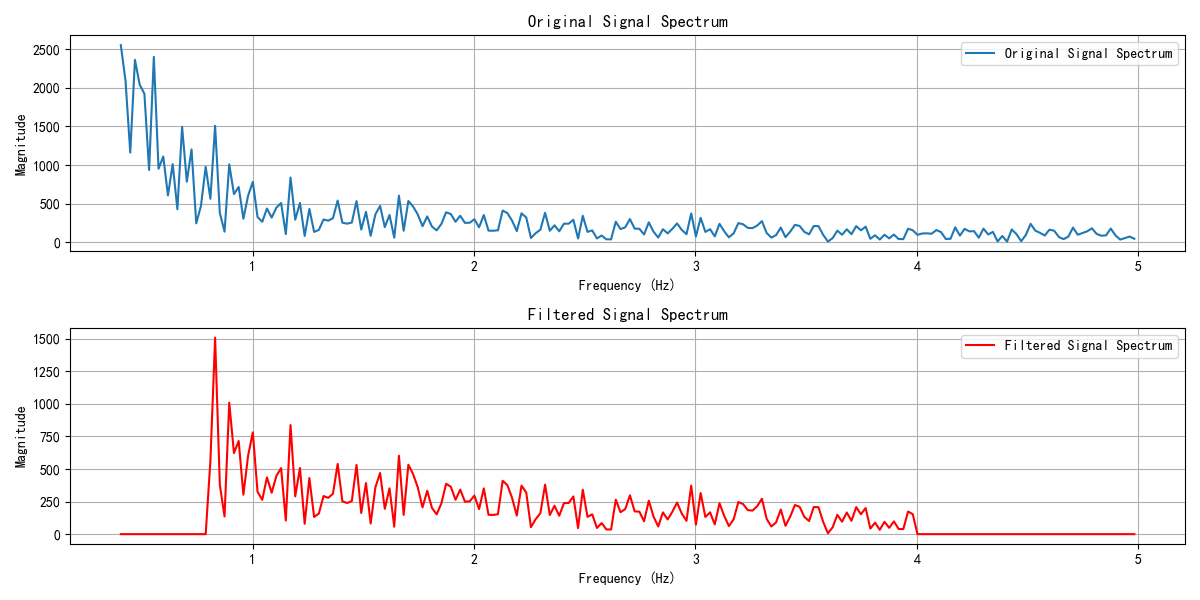 Original Signal Spectrum
Original Signal Spectrum
2500
2000
1500
1000
500
0
Magnitude
1 2 3 4 5
Frequency (Hz)
Filtered Signal Spectrum
Filtered Signal Spectrum
1500
1250
1000
750
500
250
0
Magnitude
1 2 3 4 5
Frequency (Hz)